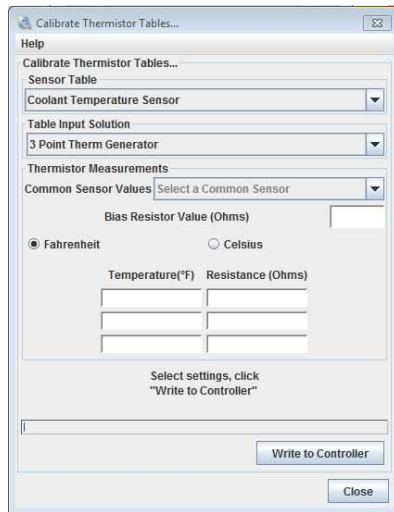 Calibrate Thermistor Tables...
Help
Calibrate Thermistor Tables...
Sensor Table
Coolant Temperature Sensor
Table Input Solution
3 Point Therm Generator
Thermistor Measurements
Common Sensor Values Select a Common Sensor
Bias Resistor Value (Ohms)
Fahrenheit Celsius
Temperature(°F) Resistance (Ohms)
Select settings, click
"Write to Controller"
Write to Controller
Close